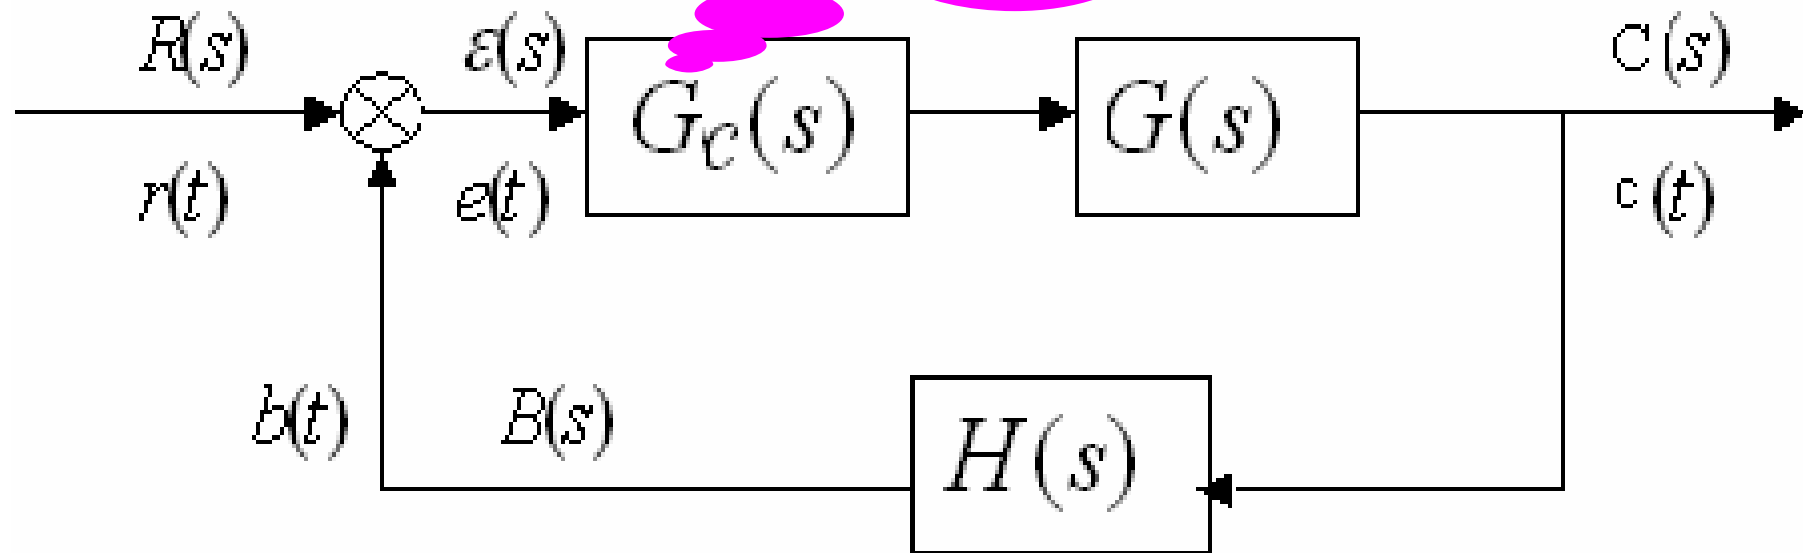 R(s)
ε(s)
C(s)
G_C(s)
G(s)
r(t)
e(t)
c(t)
b(t)
B(s)
H(s)